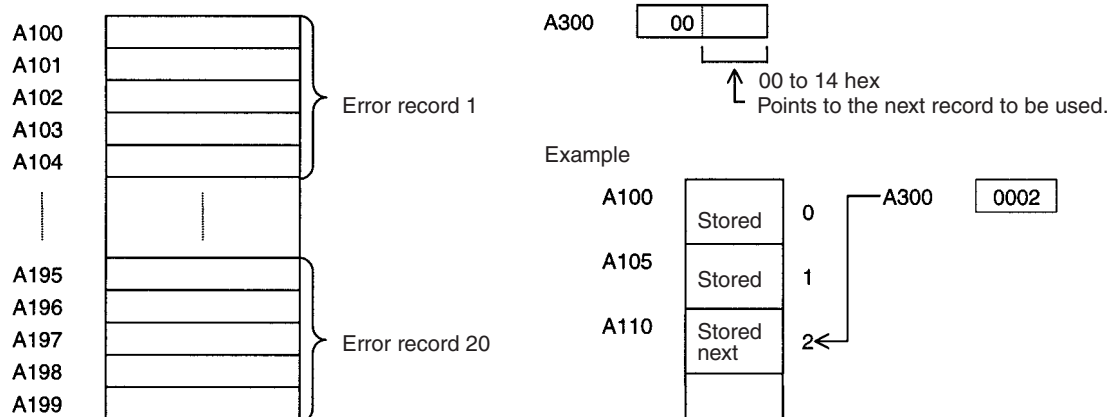 A100
A101
A102
A103
A104
Error record 1
A195
A196
A197
A198
A199
Error record 20
A300 00
00 to 14 hex
Points to the next record to be used.
Example
A100 Stored 0
A300 0002
A105 Stored 1
A110 Stored next 2